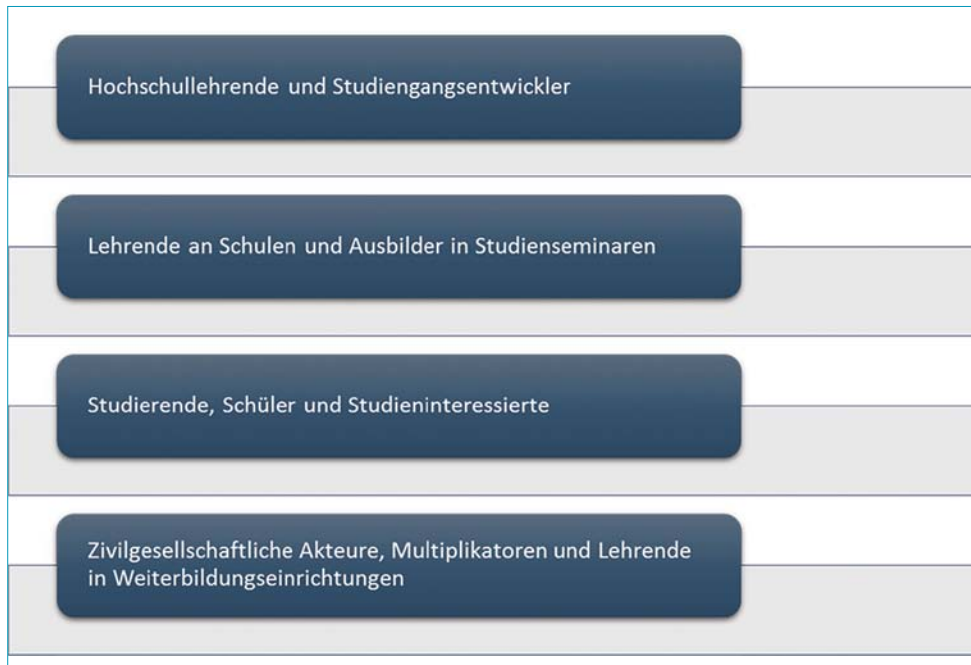 Hochschullehrende und Studiengangsentwickler
Lehrende an Schulen und Ausbilder in Studienseminaren
Studierende, Schüler und Studieninteressierte
Zivilgesellschaftliche Akteure, Multiplikatoren und Lehrende
in Weiterbildungseinrichtungen